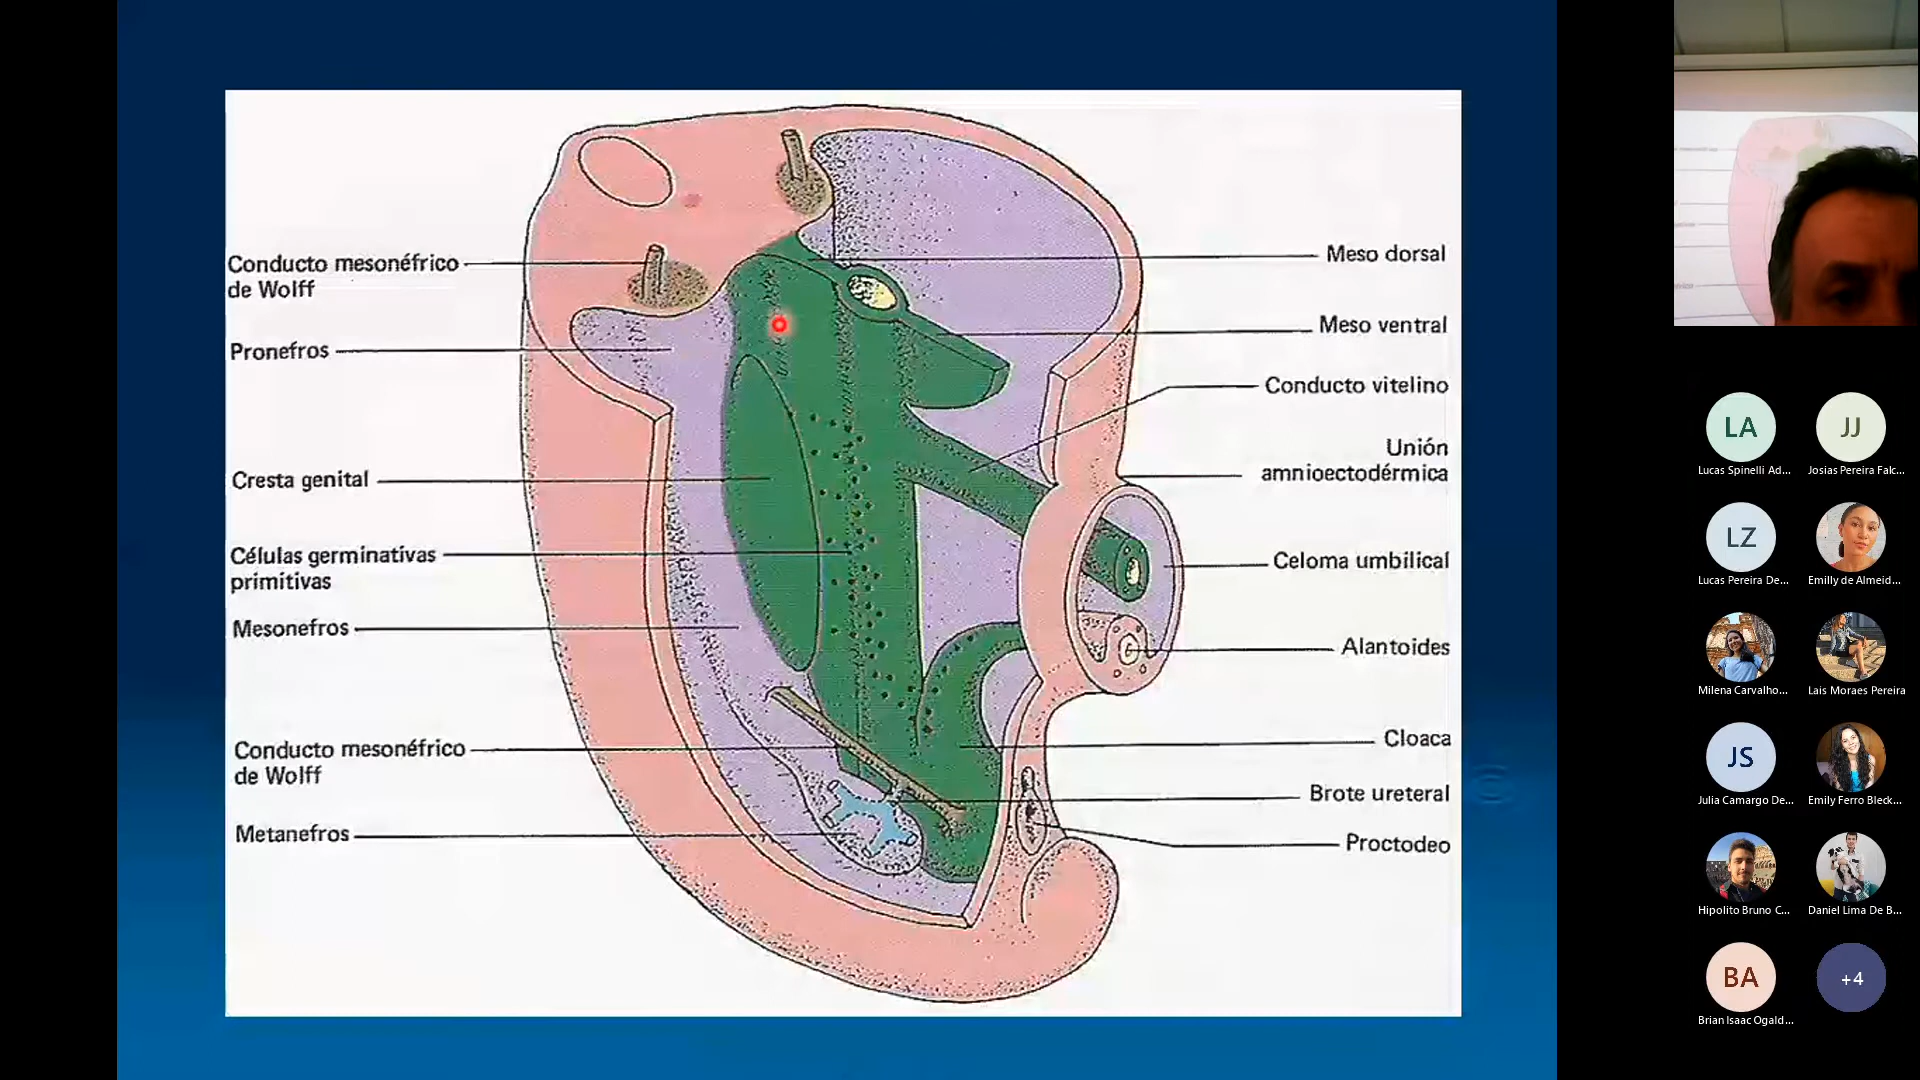 Conducto mesonéfrico
de Wolff
Pronefros
Cresta genital
Células germinativas
primitivas
Mesonefros
Conducto mesonéfrico
de Wolff
Metanefros
Meso dorsal
Meso ventral
Conducto vitelino
Unión
amnioectodérmica
Celoma umbilical
Alantoides
Cloaca
Brote ureteral
Proctodeo
LA
JJ
Lucas Spinelli Ad...
Josias Pereira Falc...
LZ
Lucas Pereira De...
Emilly de Almeid...
Milena Carvalho...
Lais Moraes Pereira
JS
Julia Camargo De...
Emily Ferro Bleck...
Hipolito Bruno C...
Daniel Lima De B...
BA
+4
Brian Isaac Ogald...